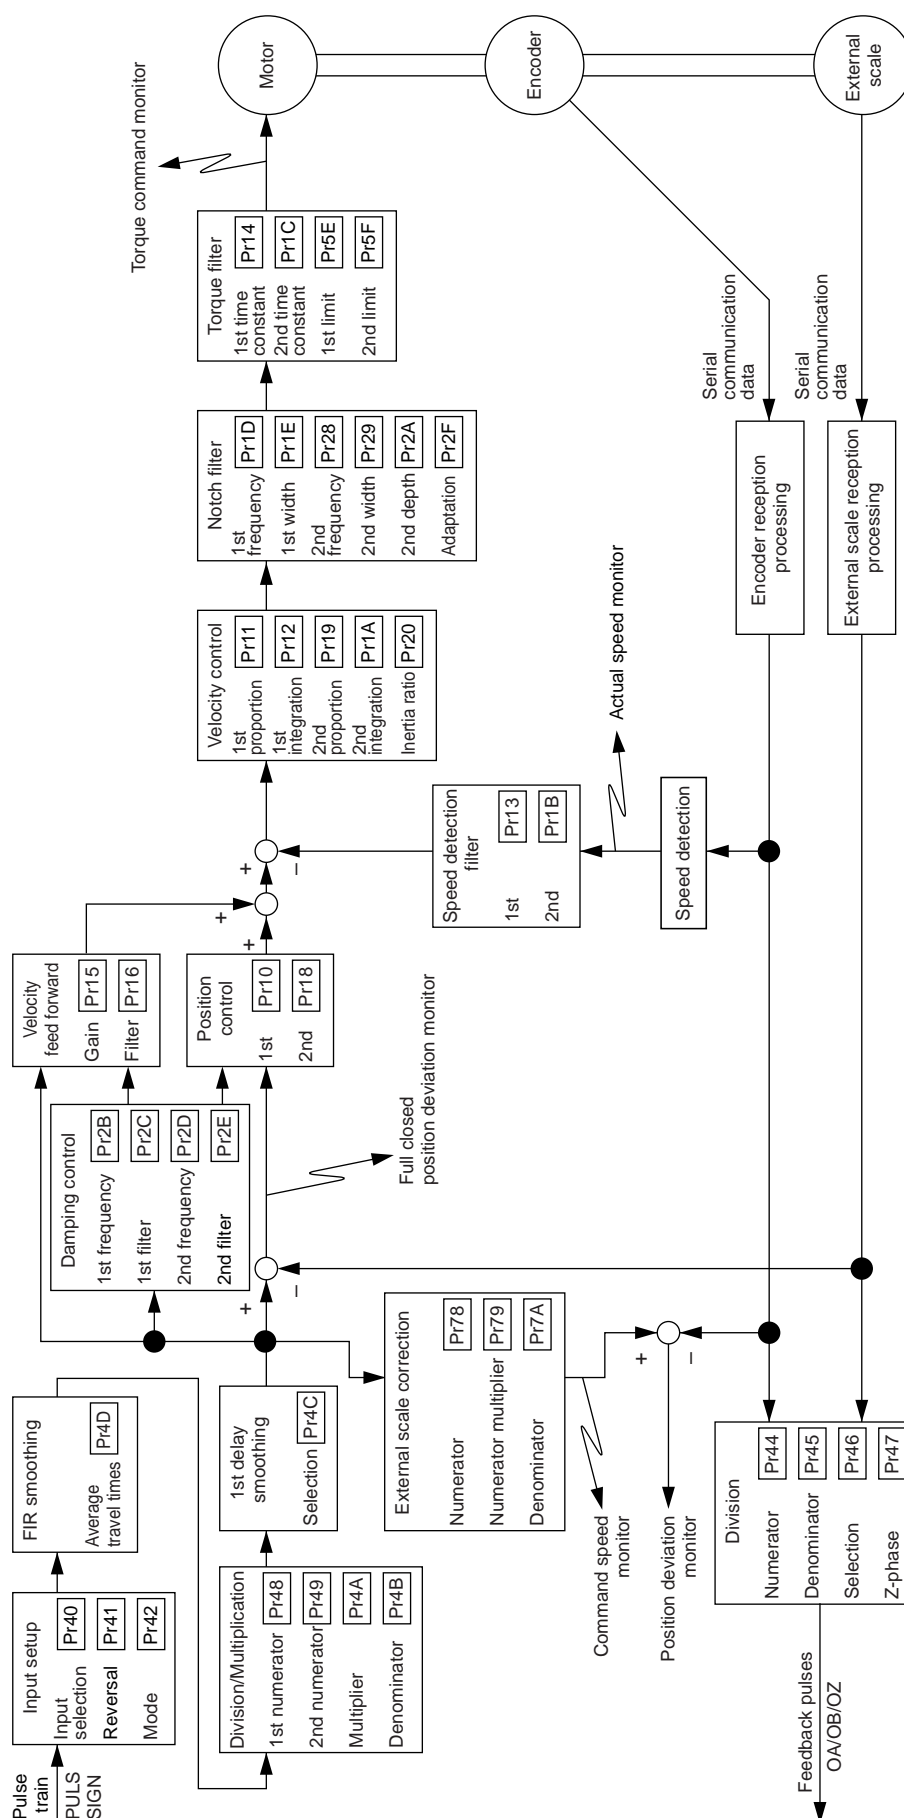 Pulse
train
PULS
SIGN
Input setup
Input
selection
Pr40
Reversal
Pr41
Mode
Pr42
FIR smoothing
Average
travel times
Pr4D
Division/Multiplication
1st numerator
Pr48
2nd numerator
Pr49
Multiplier
Pr4A
Denominator
Pr4B
1st delay
smoothing
Selection
Pr4C
Damping control
1st frequency
Pr2B
1st filter
Pr2C
2nd frequency
Pr2D
2nd filter
Pr2E
Velocity
feed forward
Gain
Pr15
Filter
Pr16
Position
control
1st
Pr10
2nd
Pr18
+
–
Full closed
position deviation monitor
+
+
+
–
Velocity control
1st
proportion
Pr11
1st
integration
Pr12
2nd
proportion
Pr19
2nd
integration
Pr1A
Inertia ratio
Pr20
Notch filter
1st
frequency
Pr1D
1st width
Pr1E
2nd
frequency
Pr28
2nd width
Pr29
2nd depth
Pr2A
Adaptation
Pr2F
Torque filter
1st time
constant
Pr14
2nd time
constant
Pr1C
1st limit
Pr5E
2nd limit
Pr5F
Torque command monitor
Motor
Encoder
External
scale
External scale correction
Numerator
Pr78
Numerator multiplier
Pr79
Denominator
Pr7A
Command speed
monitor
+
–
Position deviation
monitor
Speed detection
filter
1st
Pr13
2nd
Pr1B
Actual speed monitor
Speed detection
Serial
communication
data
Encoder reception
processing
Serial
communication
data
External scale reception
processing
Division
Numerator
Pr44
Denominator
Pr45
Selection
Pr46
Z-phase
Pr47
Feedback pulses
OA/OB/OZ